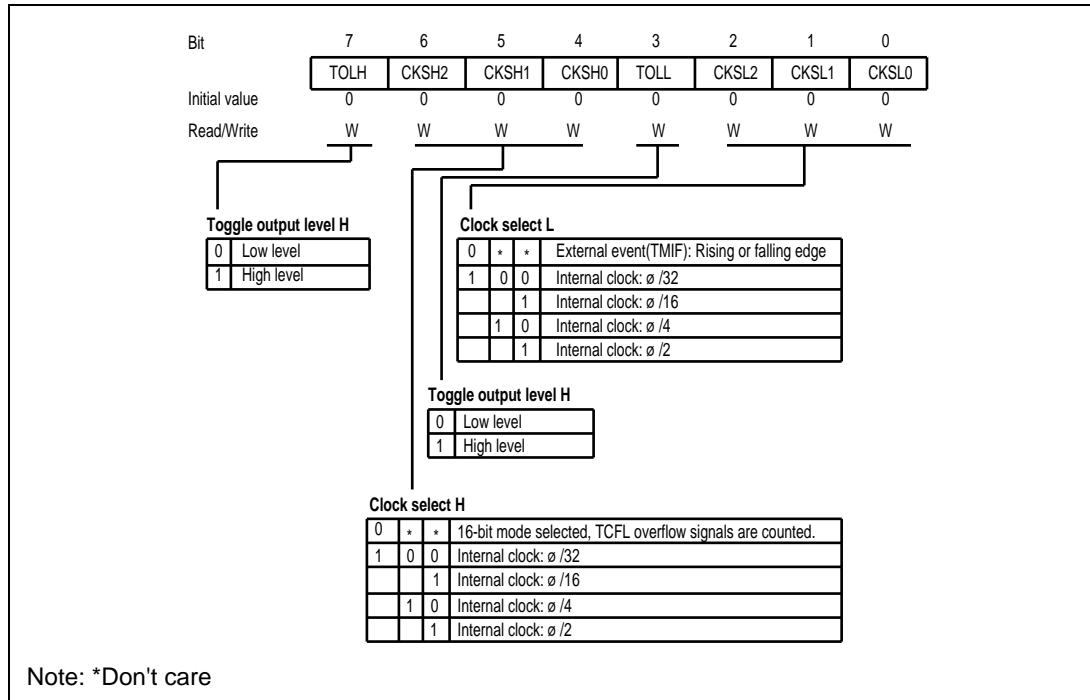 Bit 7 6 5 4 3 2 1 0
TOLH CKSH2 CKSH1 CKSH0 TOLL CKSL2 CKSL1 CKSL0
Initial value 0 0 0 0 0 0 0 0
Read/Write W W W W W W W W
Toggle output level H
0 Low level
1 High level
Clock select L
0 * * External event(TMIF): Rising or falling edge
1 0 0 Internal clock: ø /32
1 Internal clock: ø /16
1 0 Internal clock: ø /4
1 Internal clock: ø /2
Toggle output level H
0 Low level
1 High level
Clock select H
0 * * 16-bit mode selected, TCFL overflow signals are counted.
1 0 0 Internal clock: ø /32
1 Internal clock: ø /16
1 0 Internal clock: ø /4
1 Internal clock: ø /2
Note: *Don't care